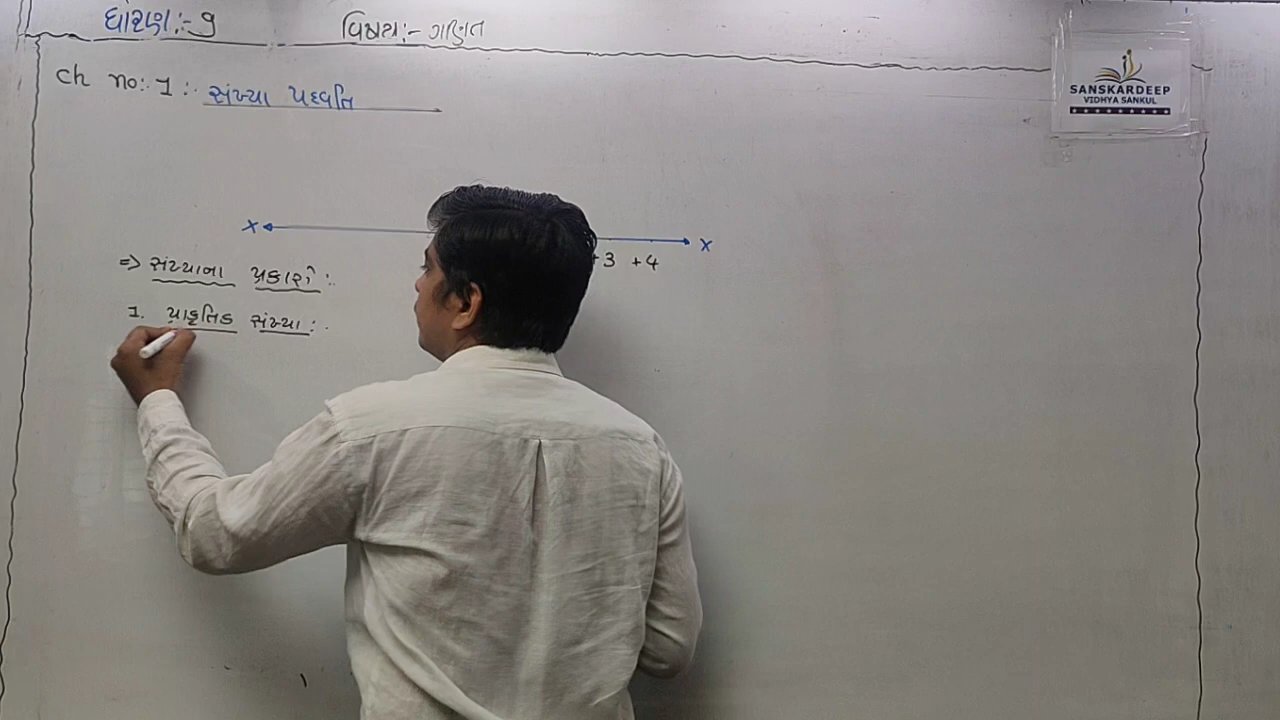 ધોરણ:- 9
વિષય:- ગણિત
Ch no: 1: સંખ્યા પદ્ધતિ
SANSKARDEEP
VIDHYA SANKUL
X X
+3 +4
=> સંખ્યાના પ્રકારો:
1. પ્રાકૃતિક સંખ્યા: